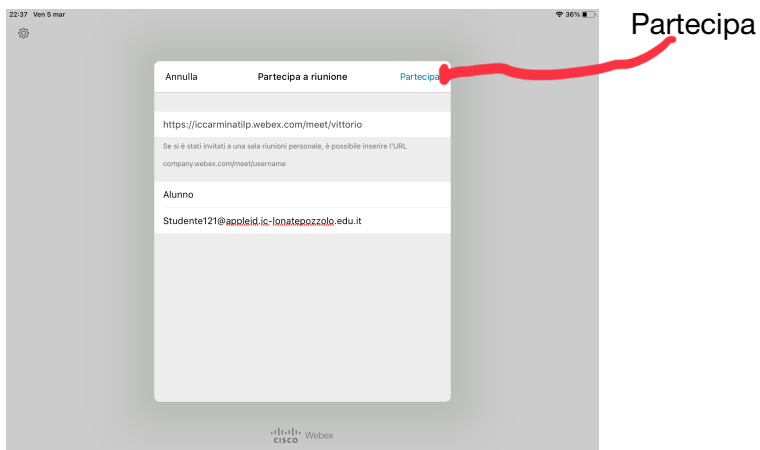 22:37 Ven 5 mar
36%
Partecipa
Annulla
Partecipa a riunione
Partecipa
https://iccarminatilp.webex.com/meet/vittorio
Se si è stati invitati a una sala riunioni personale, è possibile inserire l'URL
company.webex.com/meet/username
Alunno
Studente121@appleid.ic-lonatepozzolo.edu.it
CISCO Webex